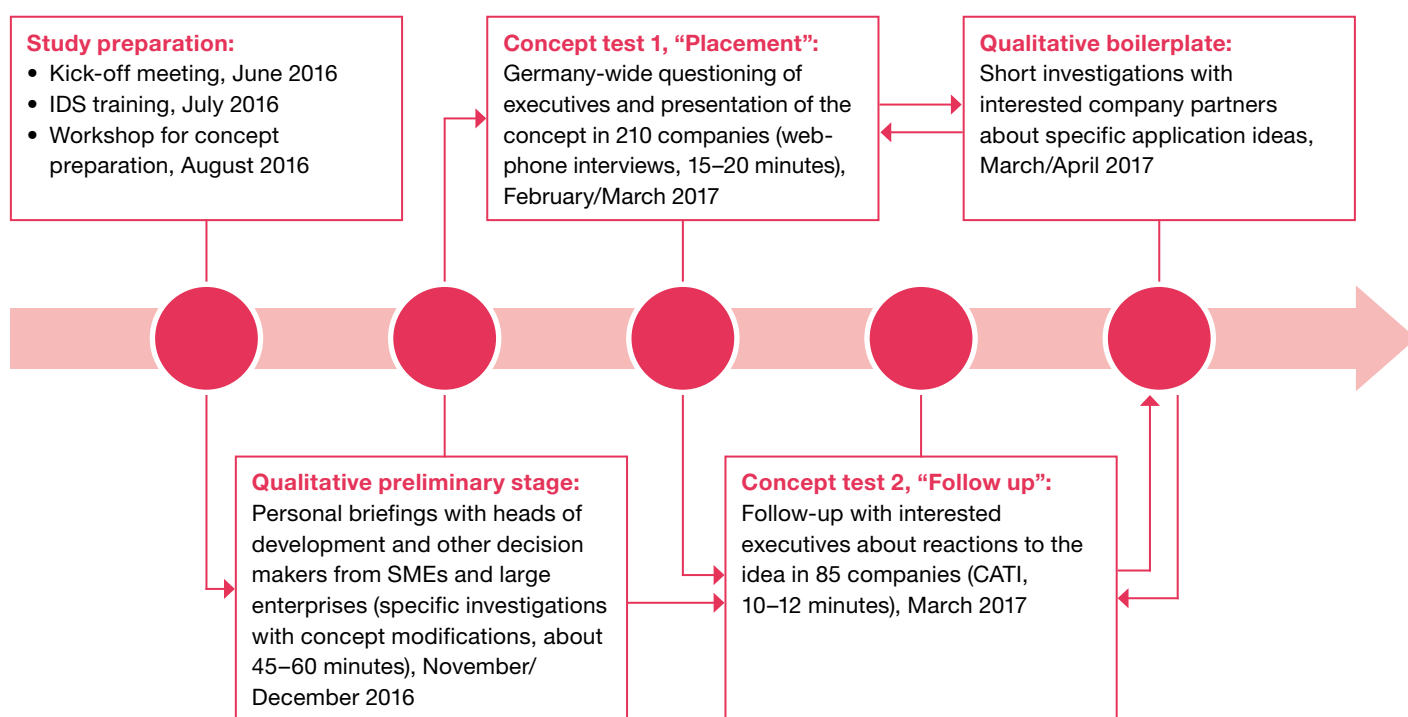 Study preparation:
• Kick-off meeting, June 2016
• IDS training, July 2016
• Workshop for concept
preparation, August 2016
Concept test 1, “Placement”:
Germany-wide questioning of
executives and presentation of the
concept in 210 companies (web-
phone interviews, 15–20 minutes),
February/March 2017
Qualitative boilerplate:
Short investigations with
interested company partners
about specific application ideas,
March/April 2017
Qualitative preliminary stage:
Personal briefings with heads of
development and other decision
makers from SMEs and large
enterprises (specific investigations
with concept modifications, about
45–60 minutes), November/
December 2016
Concept test 2, “Follow up”:
Follow-up with interested
executives about reactions to the
idea in 85 companies (CATI,
10–12 minutes), March 2017